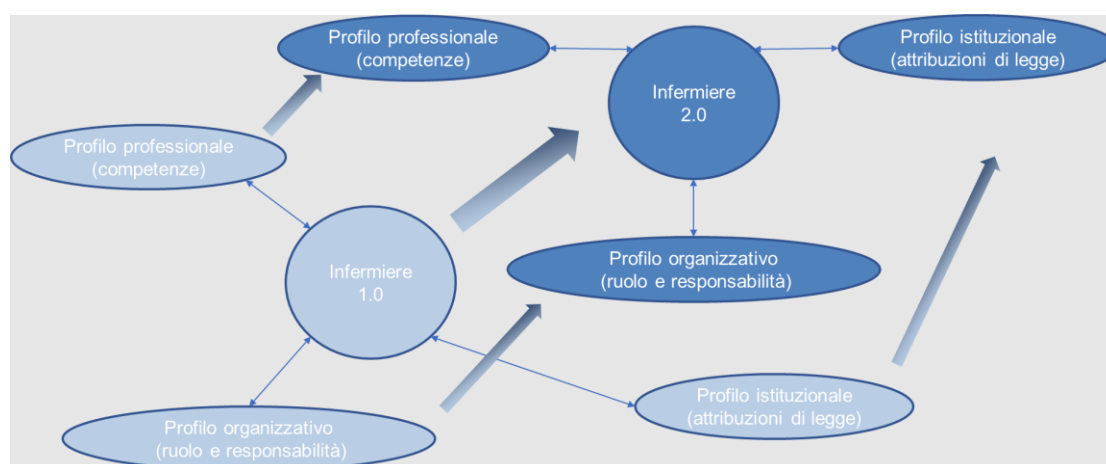 Profilo professionale
(competenze)
Infermiere
2.0
Profilo istituzionale
(attribuzioni di legge)
Profilo professionale
(competenze)
Infermiere
1.0
Profilo organizzativo
(ruolo e responsabilità)
Profilo istituzionale
(attribuzioni di legge)
Profilo organizzativo
(ruolo e responsabilità)